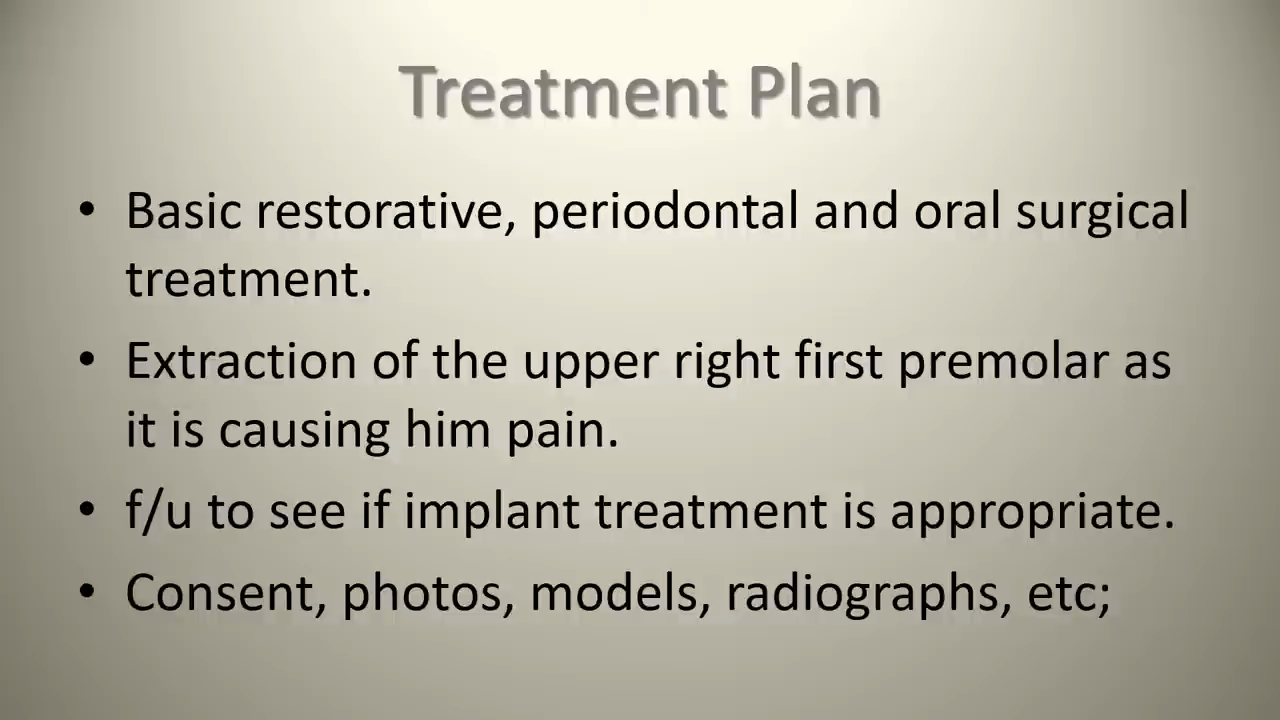 Treatment Plan
• Basic restorative, periodontal and oral surgical
treatment.
• Extraction of the upper right first premolar as
it is causing him pain.
• f/u to see if implant treatment is appropriate.
• Consent, photos, models, radiographs, etc;